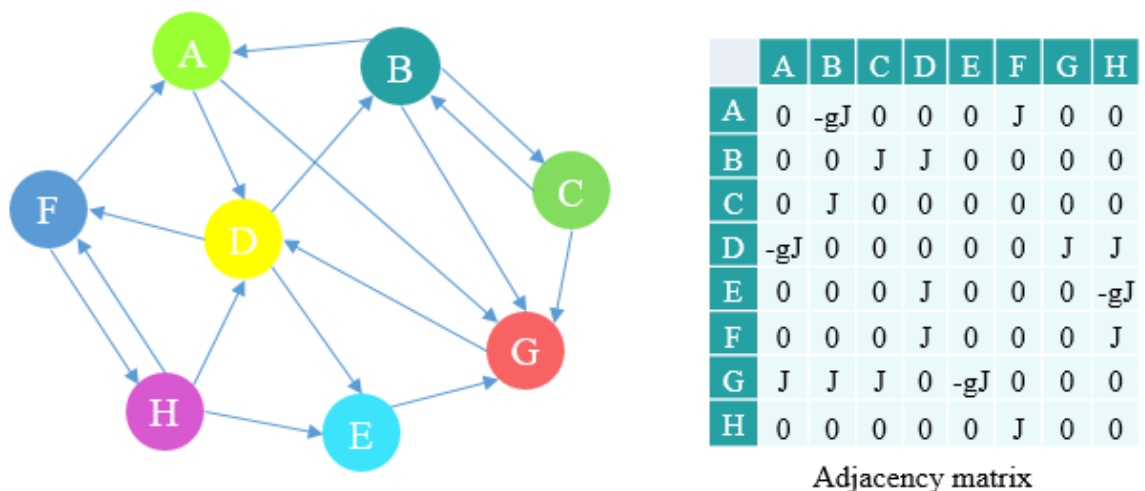 A
B
C
D
E
F
G
H
A B C D E F G H
A 0 -gJ 0 0 0 J 0 0
B 0 0 J J 0 0 0 0
C 0 J 0 0 0 0 0 0
D -gJ 0 0 0 0 0 J J
E 0 0 0 J 0 0 0 -gJ
F 0 0 0 J 0 0 0 J
G J J J 0 -gJ 0 0 0
H 0 0 0 0 0 J 0 0
Adjacency matrix